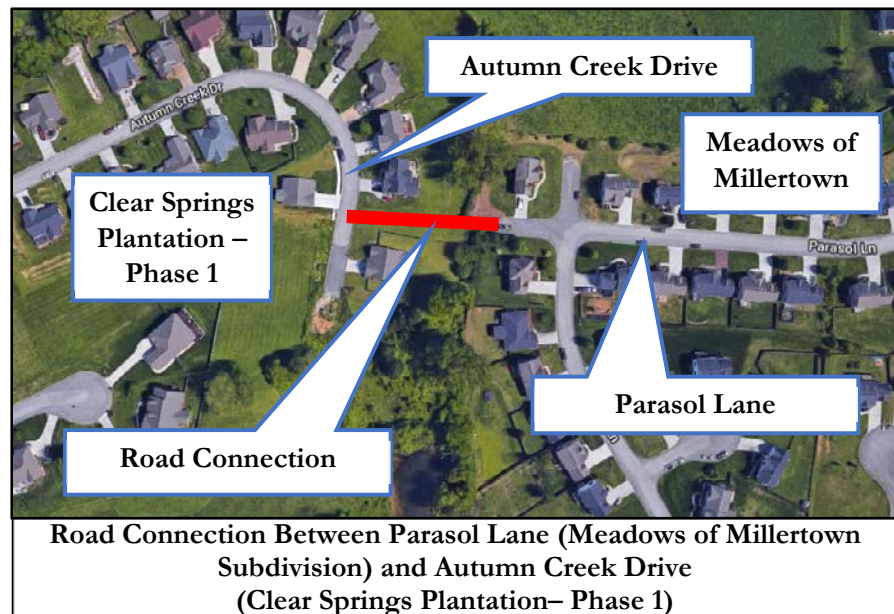 Autumn Creek Drive
Autumn Creek Dr
Meadows of
Millertown
Clear Springs
Plantation –
Phase 1
Parasol Ln
Parasol Lane
Road Connection
Road Connection Between Parasol Lane (Meadows of Millertown
Subdivision) and Autumn Creek Drive
(Clear Springs Plantation– Phase 1)